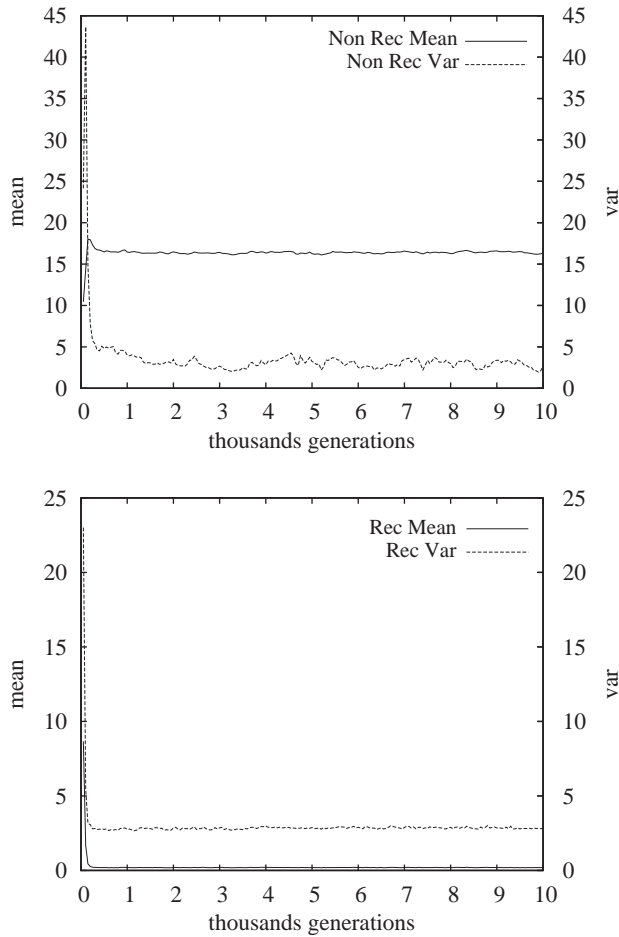 45 45
Non Rec Mean
40 Non Rec Var 40
35 35
30 30
25 25
mean var
20 20
15 15
10 10
5 5
0 0
0 1 2 3 4 5 6 7 8 9 10
thousands generations
25 25
Rec Mean
Rec Var
20 20
15 15
mean var
10 10
5 5
0 0
0 1 2 3 4 5 6 7 8 9 10
thousands generations